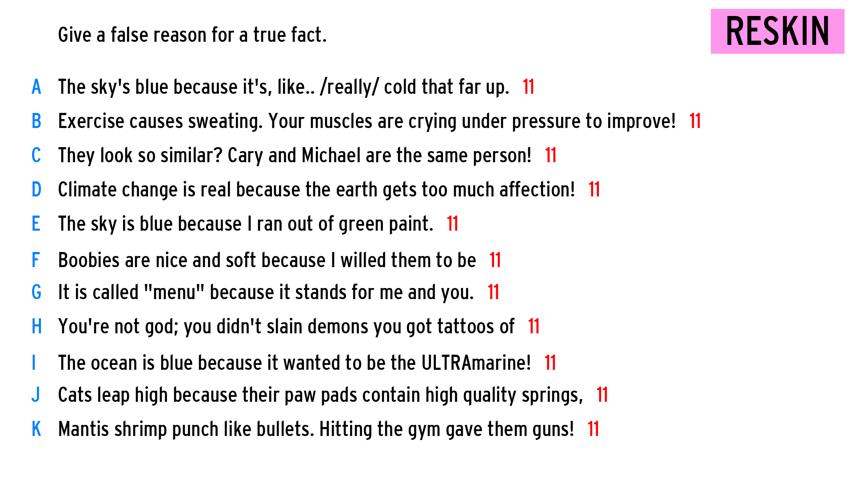 Give a false reason for a true fact.
RESKIN
A The sky's blue because it's, like.. /really/ cold that far up. 11
B Exercise causes sweating. Your muscles are crying under pressure to improve! 11
C They look so similar? Cary and Michael are the same person! 11
D Climate change is real because the earth gets too much affection! 11
E The sky is blue because I ran out of green paint. 11
F Boobies are nice and soft because I willed them to be 11
G It is called "menu" because it stands for me and you. 11
H You're not god; you didn't slain demons you got tattoos of 11
I The ocean is blue because it wanted to be the ULTRAmarine! 11
J Cats leap high because their paw pads contain high quality springs, 11
K Mantis shrimp punch like bullets. Hitting the gym gave them guns! 11